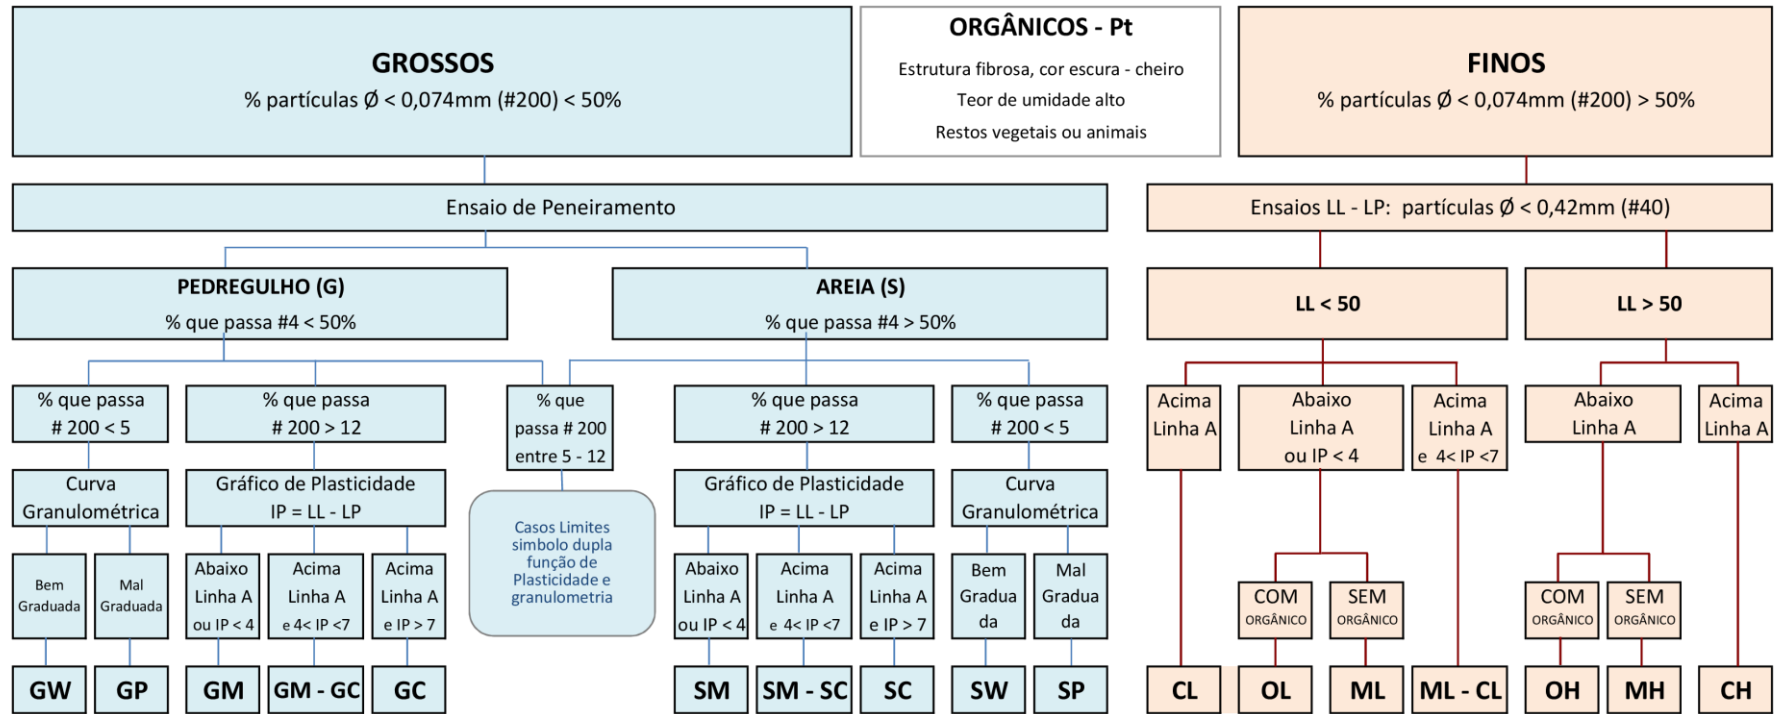 GROSSOS
% partículas Ø < 0,074mm (#200) < 50%
ORGÂNICOS - Pt
Estrutura fibrosa, cor escura - cheiro
Teor de umidade alto
Restos vegetais ou animais
FINOS
% partículas Ø < 0,074mm (#200) > 50%
Ensaio de Peneiramento
Ensaios LL - LP: partículas Ø < 0,42mm (#40)
PEDREGULHO (G)
% que passa #4 < 50%
AREIA (S)
% que passa #4 > 50%
LL < 50
LL > 50
% que passa
# 200 < 5
% que passa
# 200 > 12
% que
passa # 200
entre 5 - 12
% que passa
# 200 > 12
% que passa
# 200 < 5
Acima
Linha A
Abaixo
Linha A
ou IP < 4
Acima
Linha A
e 4< IP <7
Abaixo
Linha A
Acima
Linha A
Curva
Granulométrica
Gráfico de Plasticidade
IP = LL - LP
Casos Limites
simbolo dupla
função de
Plasticidade e
granulometria
Gráfico de Plasticidade
IP = LL - LP
Curva
Granulométrica
Bem
Graduada
Mal
Graduada
Abaixo
Linha A
ou IP < 4
Acima
Linha A
e 4< IP <7
Acima
Linha A
e IP > 7
Abaixo
Linha A
ou IP < 4
Acima
Linha A
e 4< IP <7
Acima
Linha A
e IP > 7
Bem
Gradua
da
Mal
Gradua
da
COM
ORGÂNICO
SEM
ORGÂNICO
COM
ORGÂNICO
SEM
ORGÂNICO
GW
GP
GM
GM - GC
GC
SM
SM - SC
SC
SW
SP
CL
OL
ML
ML - CL
OH
MH
CH